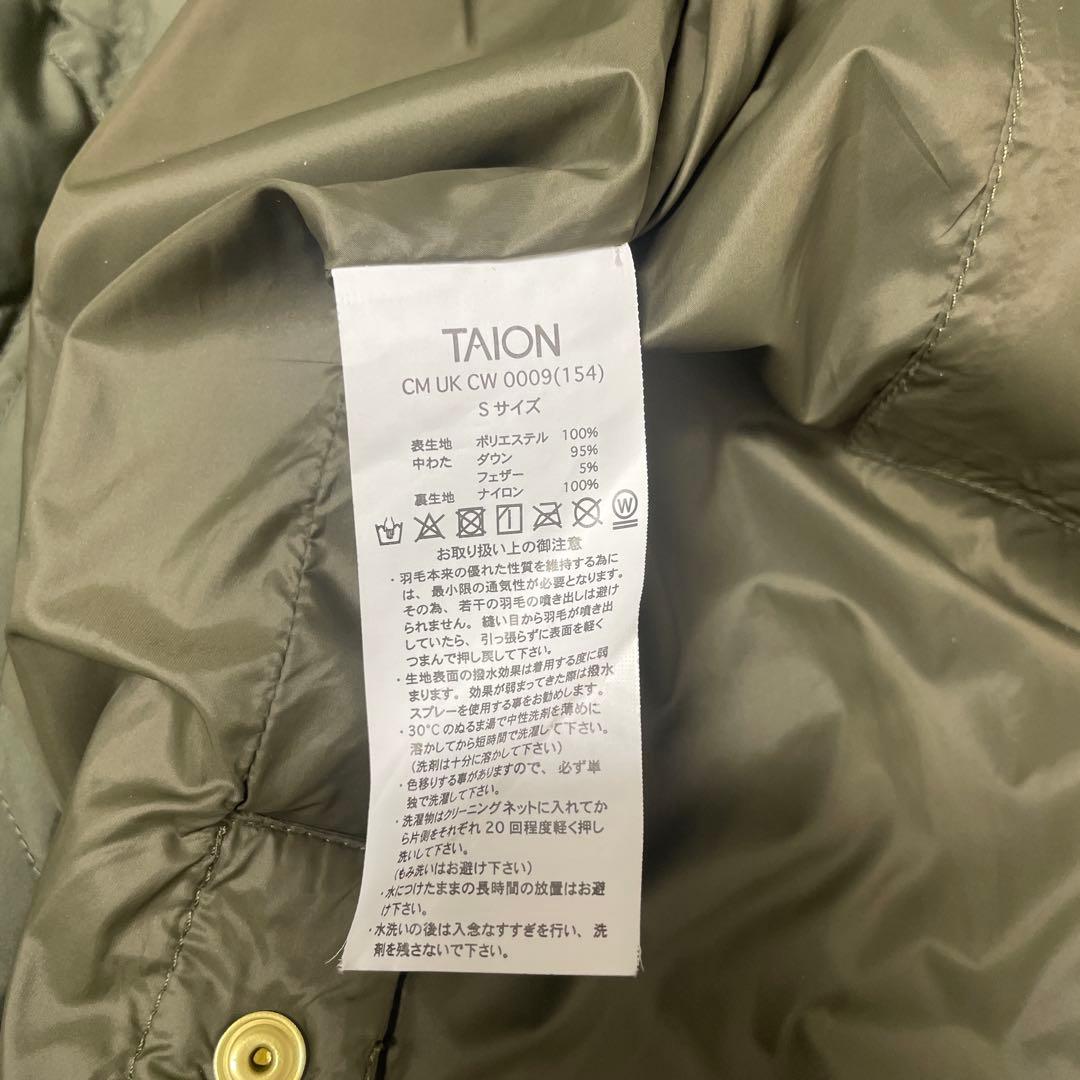 TAION
CM UK CW 0009(154)
S サイズ
表生地 ポリエステル 100%
中わた ダウン 95%
フェザー 5%
裏生地 ナイロン 100%
W
お取り扱い上の御注意
・羽毛本来の優れた性質を維持する為に
は、最小限の通気性が必要となります。
その為、若干の羽毛の噴き出しは避け
られません。縫い目から羽毛が噴き出
していたら、引っ張らずに表面を軽く
つまんで押し戻して下さい。
・生地表面の撥水効果は着用する度に弱
まります。効果が弱まってきた際は撥水
スプレーを使用する事をお勧めします。
・30°Cのぬるま湯で中性洗剤を薄めに
溶かしてから短時間で洗濯して下さい。
(洗剤は十分に溶かして下さい)
・色移りする事がありますので、必ず単
独で洗濯して下さい。
・洗濯物はクリーニングネットに入れてか
ら片側をそれぞれ20回程度軽く押し
洗いして下さい。
(もみ洗いはお避け下さい)
・水につけたままの長時間の放置はお避
け下さい。
・水洗いの後は入念なすすぎを行い、洗
剤を残さないで下さい。